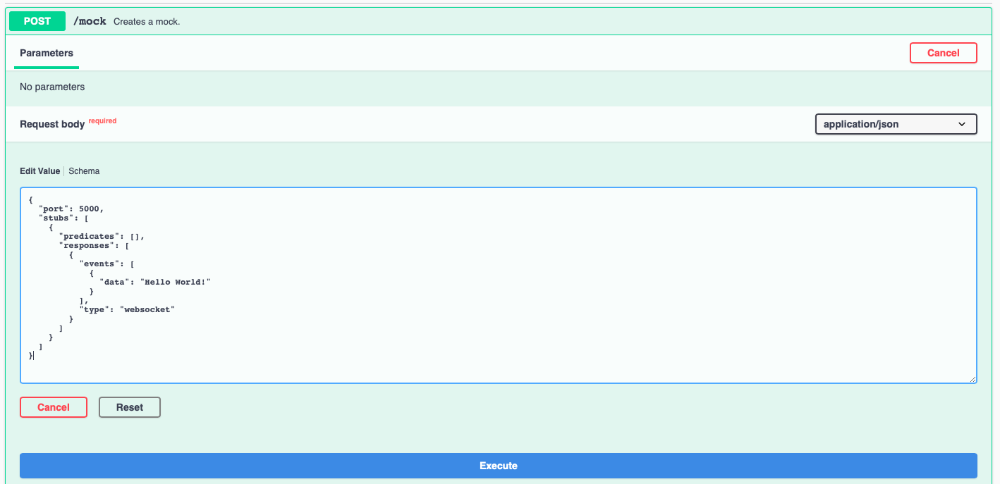 POST /mock Creates a mock.
Parameters
Cancel
No parameters
Request body required
application/json
Edit Value Schema
{
  "port": 5000,
  "stubs": [
    {
      "predicates": [],
      "responses": [
        {
          "events": [
            {
              "data": "Hello World!"
            }
          ],
          "type": "websocket"
        }
      ]
    }
  ]
}
Cancel Reset
Execute